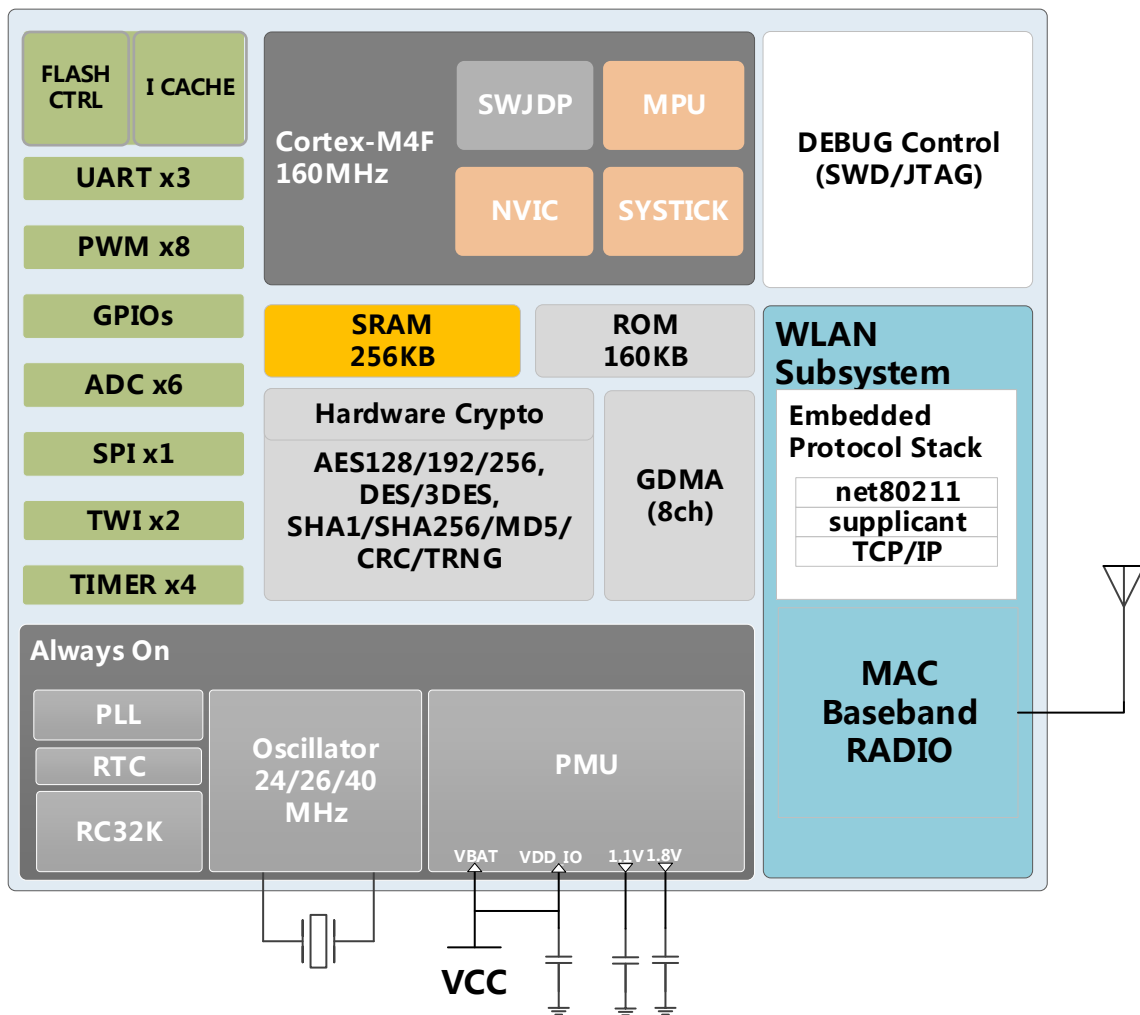 FLASH
CTRL
I CACHE
UART x3
PWM x8
GPIOs
ADC x6
SPI x1
TWI x2
TIMER x4
Cortex-M4F
160MHz
SWJDP
MPU
NVIC
SYSTICK
DEBUG Control
(SWD/JTAG)
SRAM
256KB
ROM
160KB
Hardware Crypto
AES128/192/256,
DES/3DES,
SHA1/SHA256/MD5/
CRC/TRNG
GDMA
(8ch)
WLAN
Subsystem
Embedded
Protocol Stack
net80211
supplicant
TCP/IP
MAC
Baseband
RADIO
Always On
PLL
RTC
RC32K
Oscillator
24/26/40
MHz
PMU
VBAT
VDD_IO
1.1V
1.8V
VCC